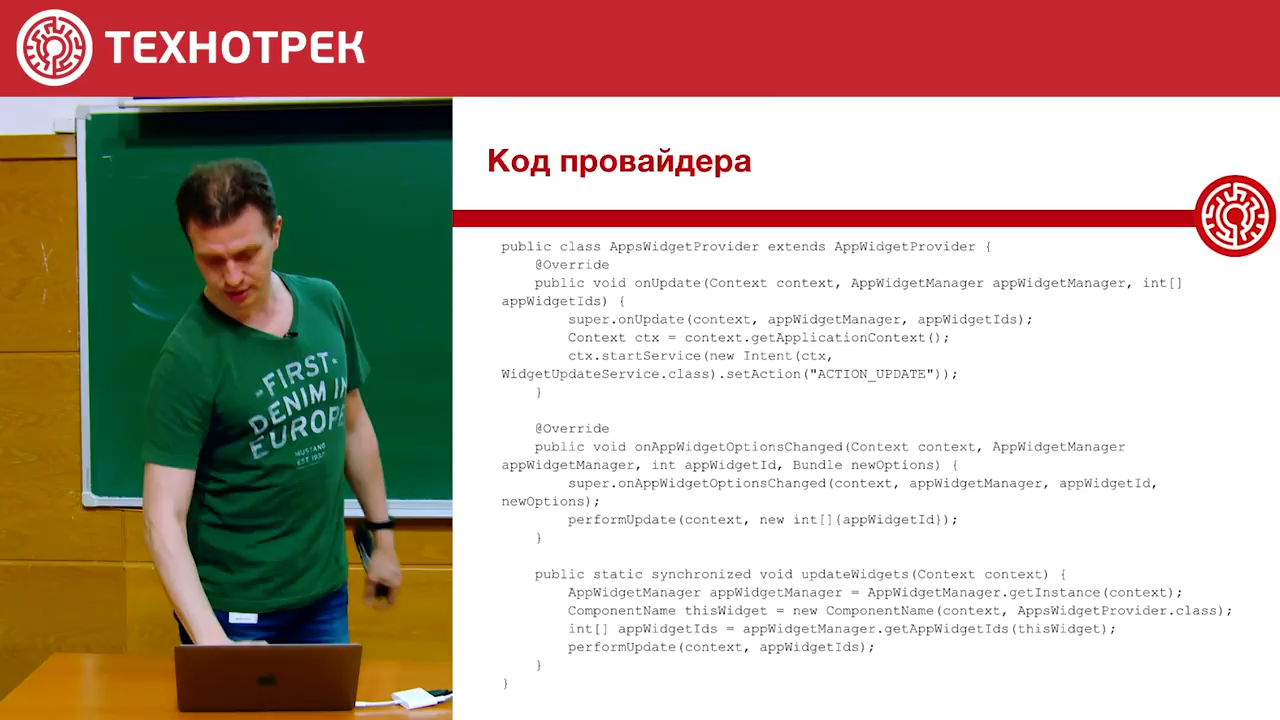 ТЕХНОТРЕК
Код провайдера
public class AppsWidgetProvider extends AppWidgetProvider {
@Override
public void onUpdate(Context context, AppWidgetManager appWidgetManager, int[]
appWidgetIds) {
super.onUpdate(context, appWidgetManager, appWidgetIds);
Context ctx = context.getApplicationContext();
ctx.startService(new Intent(ctx,
WidgetUpdateService.class).setAction("ACTION_UPDATE"));
}
@Override
public void onAppWidgetOptionsChanged(Context context, AppWidgetManager
appWidgetManager, int appWidgetId, Bundle newOptions) {
super.onAppWidgetOptionsChanged(context, appWidgetManager, appWidgetId,
newOptions);
performUpdate(context, new int[]{appWidgetId});
}
public static synchronized void updateWidgets(Context context) {
AppWidgetManager appWidgetManager = AppWidgetManager.getInstance(context);
ComponentName thisWidget = new ComponentName(context, AppsWidgetProvider.class);
int[] appWidgetIds = appWidgetManager.getAppWidgetIds(thisWidget);
performUpdate(context, appWidgetIds);
}
}
FIRST
DENIM IN
EUROPE
MUSTANG
EST 1932